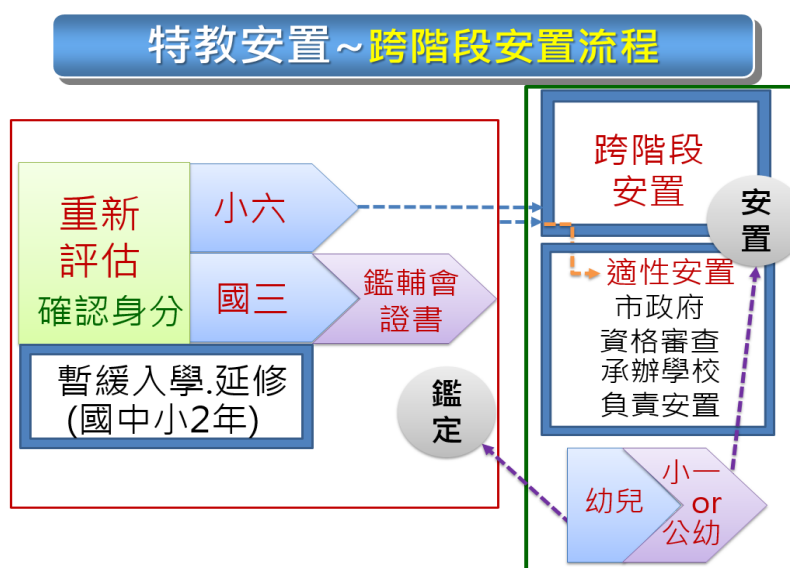 特教安置~跨階段安置流程
重新
評估
確認身分
小六
國三
鑑輔會
證書
暫緩入學.延修
(國中小2年)
鑑
定
跨階段
安置
安
置
適性安置
市政府
資格審查
承辦學校
負責安置
幼兒
小一
or
公幼